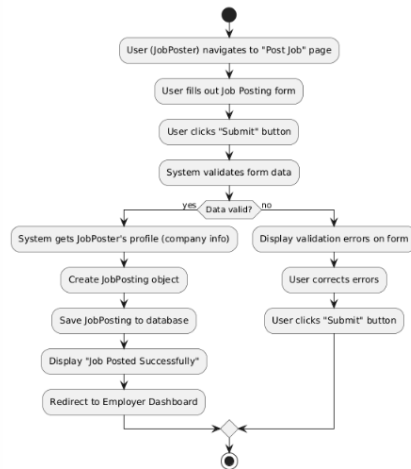 User (JobPoster) navigates to "Post Job" page
User fills out Job Posting form
User clicks "Submit" button
System validates form data
yes
Data valid?
no
System gets JobPoster's profile (company info)
Create JobPosting object
Save JobPosting to database
Display "Job Posted Successfully"
Redirect to Employer Dashboard
Display validation errors on form
User corrects errors
User clicks "Submit" button